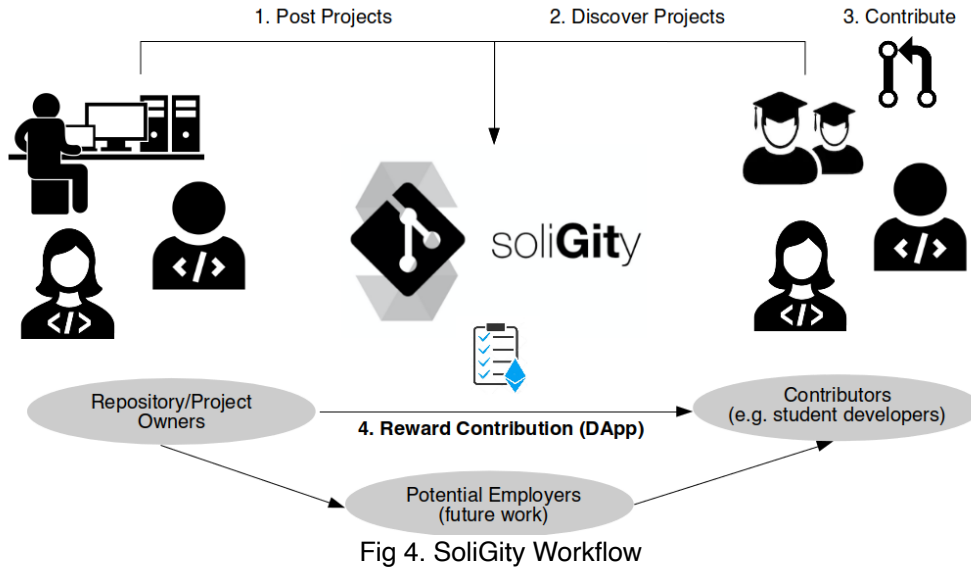 1. Post Projects
2. Discover Projects
3. Contribute
soliGity
</>
</>
</>
</>
Repository/Project
Owners
4. Reward Contribution (DApp)
Contributors
(e.g. student developers)
Potential Employers
(future work)
Fig 4. SoliGity Workflow